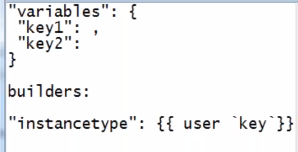 "variables": {
"key1": ,
"key2":
}
builders:
"instancetype": {{ user `key`}}